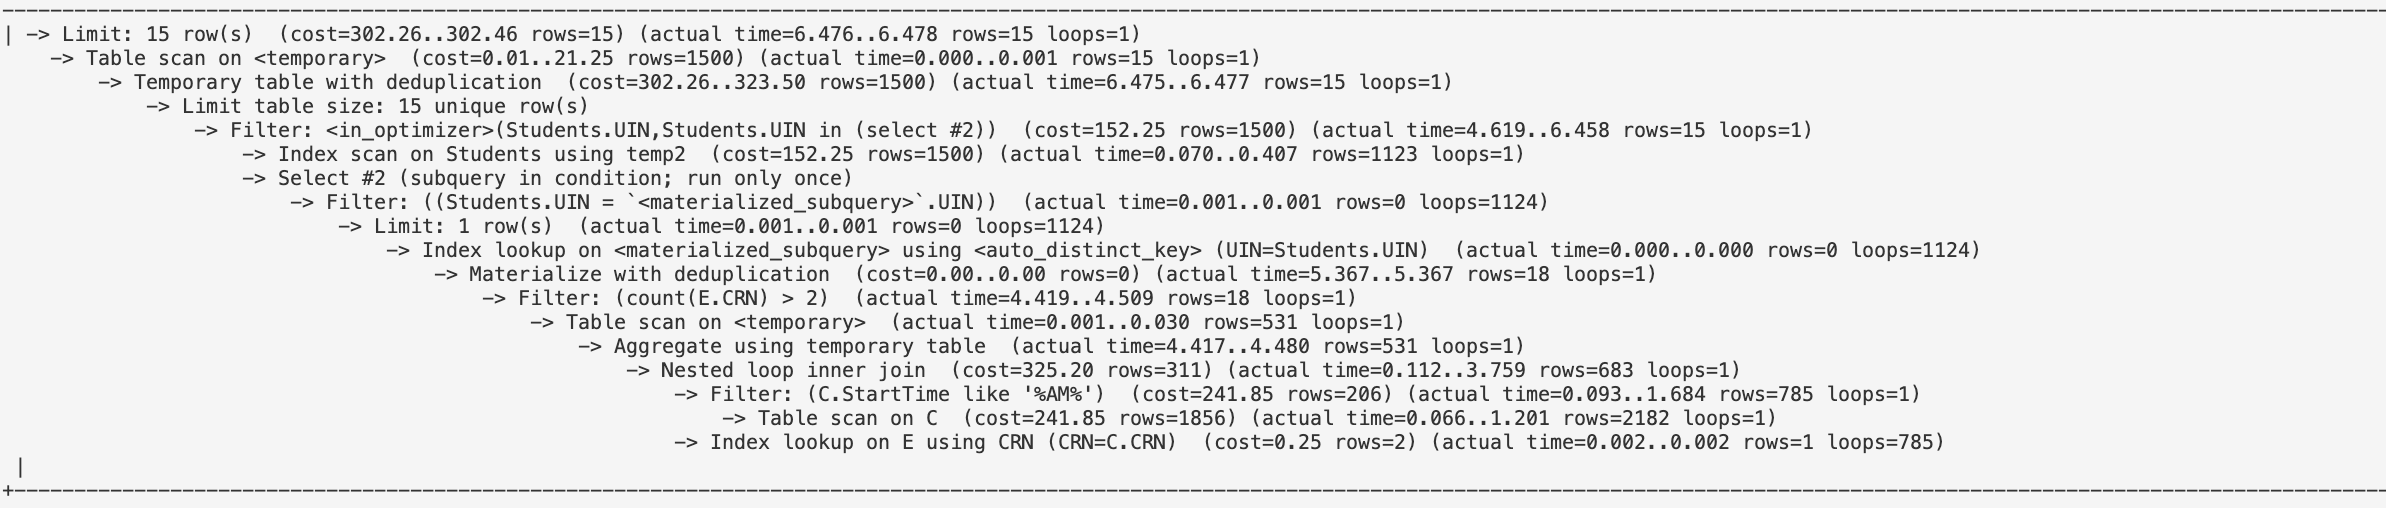 | -> Limit: 15 row(s)  (cost=302.26..302.46 rows=15) (actual time=6.476..6.478 rows=15 loops=1)
    -> Table scan on <temporary>  (cost=0.01..21.25 rows=1500) (actual time=0.000..0.001 rows=15 loops=1)
        -> Temporary table with deduplication  (cost=302.26..323.50 rows=1500) (actual time=6.475..6.477 rows=15 loops=1)
            -> Limit table size: 15 unique row(s)
                -> Filter: <in_optimizer>(Students.UIN,Students.UIN in (select #2))  (cost=152.25 rows=1500) (actual time=4.619..6.458 rows=15 loops=1)
                    -> Index scan on Students using temp2  (cost=152.25 rows=1500) (actual time=0.070..0.407 rows=1123 loops=1)
                    -> Select #2 (subquery in condition; run only once)
                        -> Filter: ((Students.UIN = `<materialized_subquery>`.UIN))  (actual time=0.001..0.001 rows=0 loops=1124)
                            -> Limit: 1 row(s)  (actual time=0.001..0.001 rows=0 loops=1124)
                                -> Index lookup on <materialized_subquery> using <auto_distinct_key> (UIN=Students.UIN)  (actual time=0.000..0.000 rows=0 loops=1124)
                                    -> Materialize with deduplication  (cost=0.00..0.00 rows=0) (actual time=5.367..5.367 rows=18 loops=1)
                                        -> Filter: (count(E.CRN) > 2)  (actual time=4.419..4.509 rows=18 loops=1)
                                            -> Table scan on <temporary>  (actual time=0.001..0.030 rows=531 loops=1)
                                                -> Aggregate using temporary table  (actual time=4.417..4.480 rows=531 loops=1)
                                                    -> Nested loop inner join  (cost=325.20 rows=311) (actual time=0.112..3.759 rows=683 loops=1)
                                                        -> Filter: (C.StartTime like '%AM%')  (cost=241.85 rows=206) (actual time=0.093..1.684 rows=785 loops=1)
                                                            -> Table scan on C  (cost=241.85 rows=1856) (actual time=0.066..1.201 rows=2182 loops=1)
                                                        -> Index lookup on E using CRN (CRN=C.CRN)  (cost=0.25 rows=2) (actual time=0.002..0.002 rows=1 loops=785)
 |